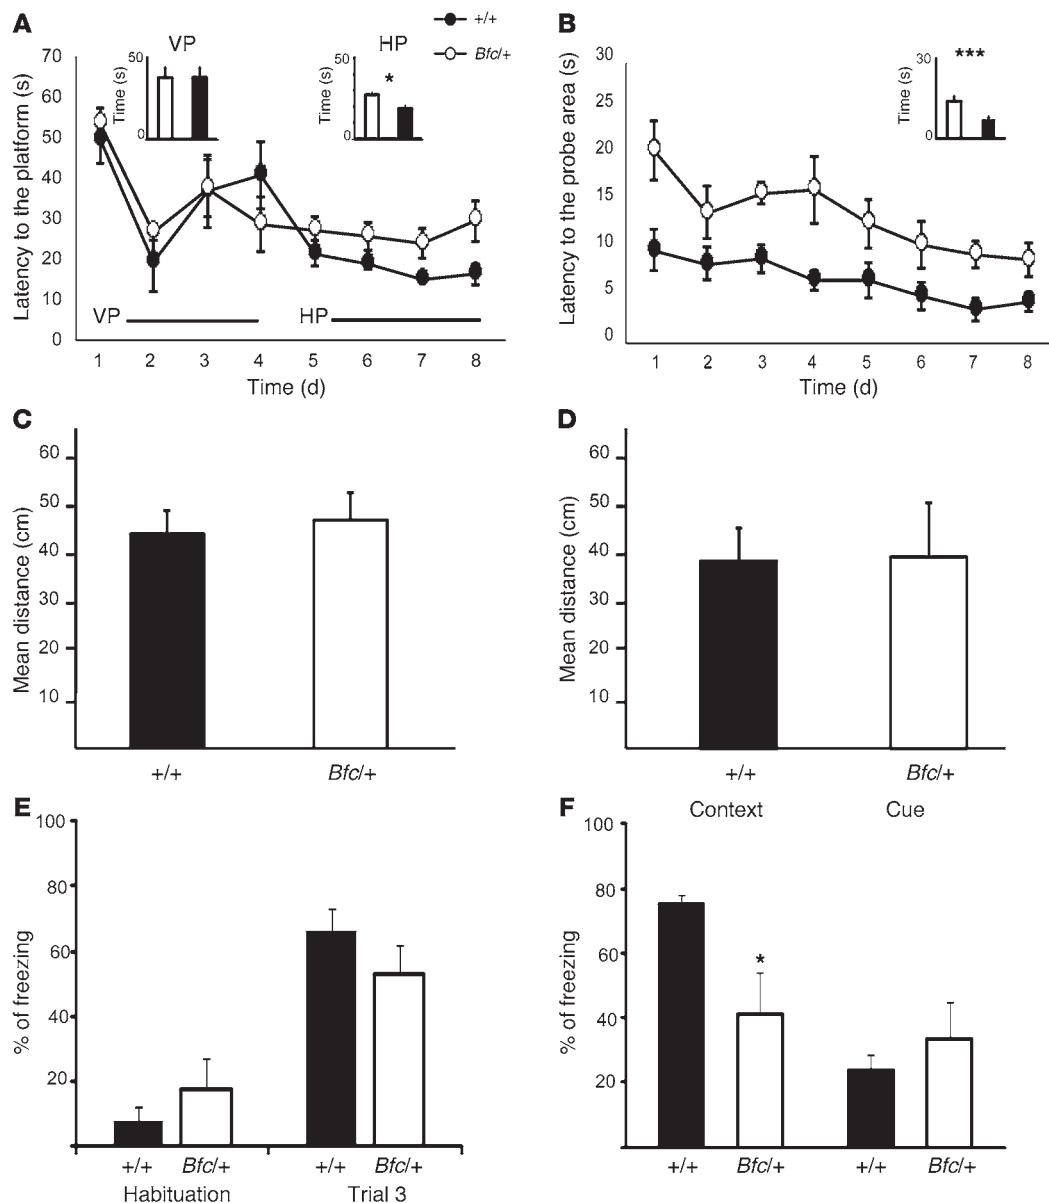 A
+/+
Bfc/+
VP
HP
Time (s)
50
0
Time (s)
50
0
*
Latency to the platform (s)
70
60
50
40
30
20
10
0
VP
HP
1 2 3 4 5 6 7 8
Time (d)
B
***
Time (s)
30
0
Latency to the probe area (s)
30
25
20
15
10
5
0
1 2 3 4 5 6 7 8
Time (d)
C
Mean distance (cm)
60
50
40
30
20
10
+/+ Bfc/+
D
Mean distance (cm)
60
50
40
30
20
10
+/+ Bfc/+
E
% of freezing
100
80
60
40
20
+/+ Bfc/+ +/+ Bfc/+
Habituation Trial 3
F
Context Cue
% of freezing
100
80
60
40
20
*
+/+ Bfc/+ +/+ Bfc/+